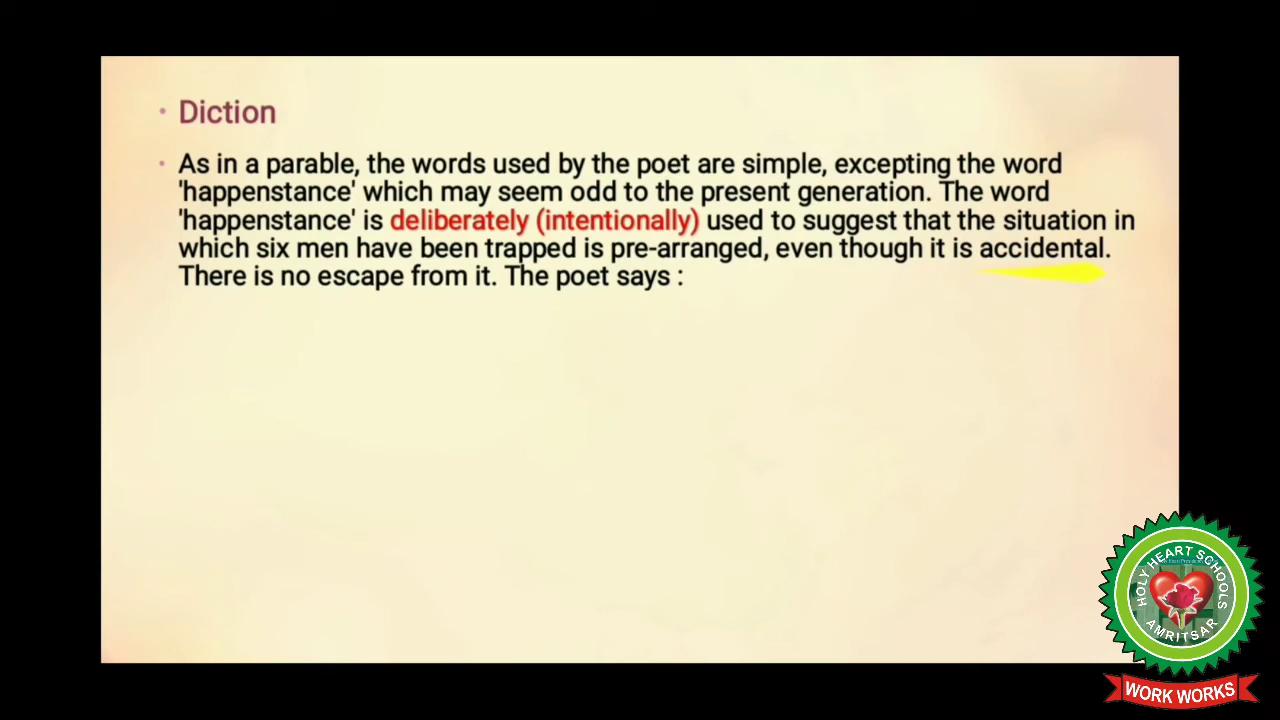 Diction
As in a parable, the words used by the poet are simple, excepting the word
'happenstance' which may seem odd to the present generation. The word
'happenstance' is deliberately (intentionally) used to suggest that the situation in
which six men have been trapped is pre-arranged, even though it is accidental.
There is no escape from it. The poet says :
HOLY HEART SCHOOLS
AMRITSAR
WORK WORKS